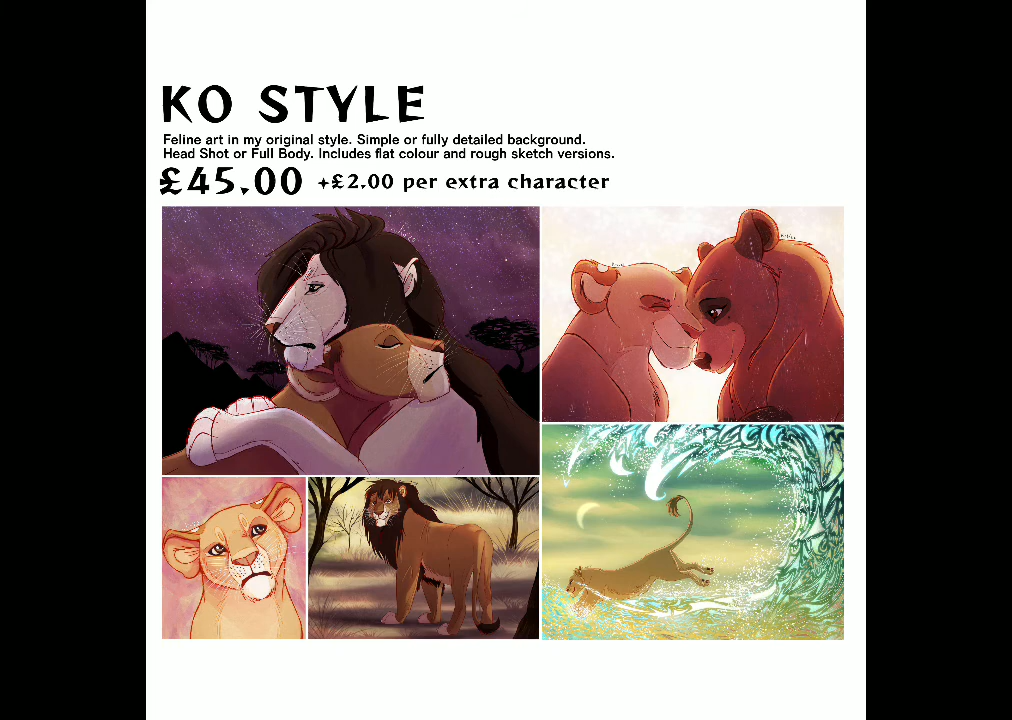 KO STYLE
Feline art in my original style. Simple or fully detailed background.
Head Shot or Full Body. Includes flat colour and rough sketch versions.
£45.00 +£2.00 per extra character